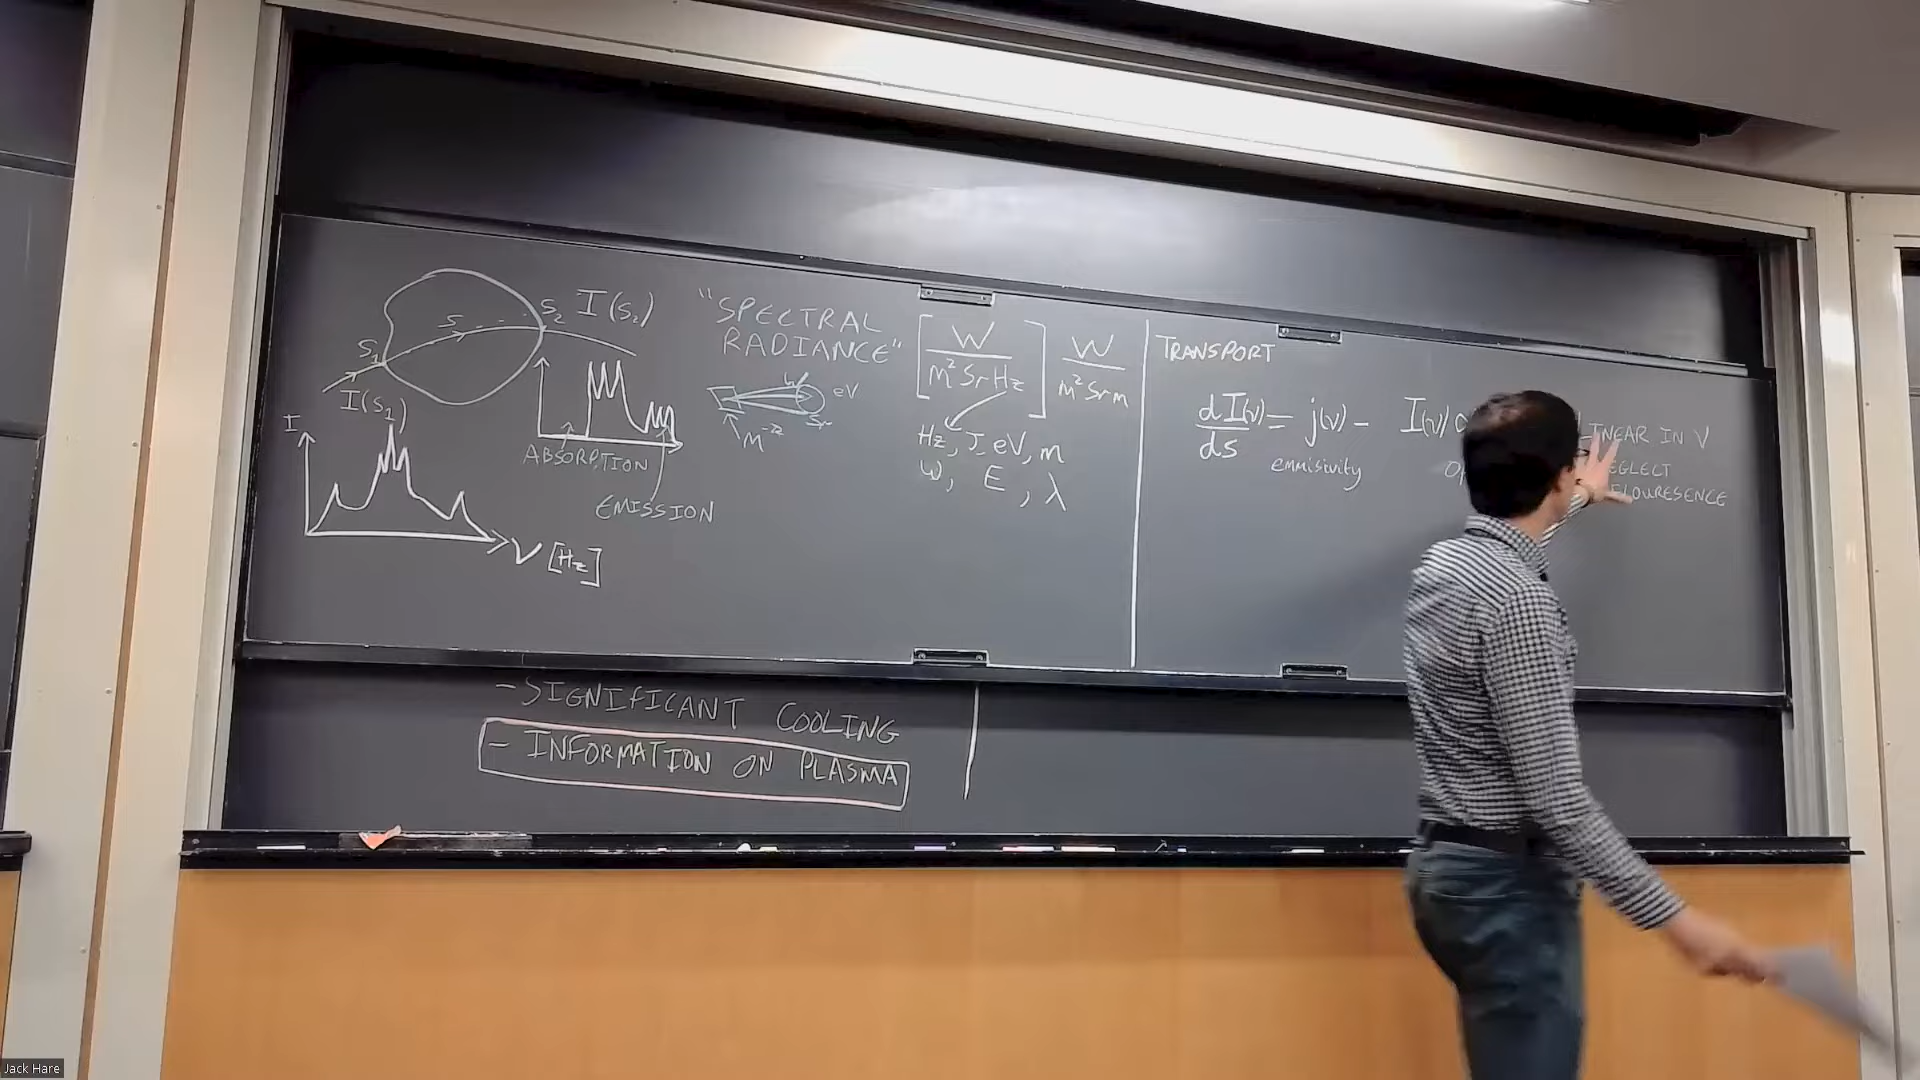 S₁
S
S₂
I(S₂)
I(S₁)
I
ν [Hz]
ABSORPTION
EMISSION
"SPECTRAL
RADIANCE"
eV
Sr
M⁻²
[W / m² Sr Hz]
W / m² Sr m
Hz, J, eV, m
ω, E, λ
TRANSPORT
dI(ν)/ds = j(ν) - I(ν)
emmisivity
LINEAR IN ν
NEGLECT
FLOURESENCE
- SIGNIFICANT COOLING
- INFORMATION ON PLASMA
Jack Hare